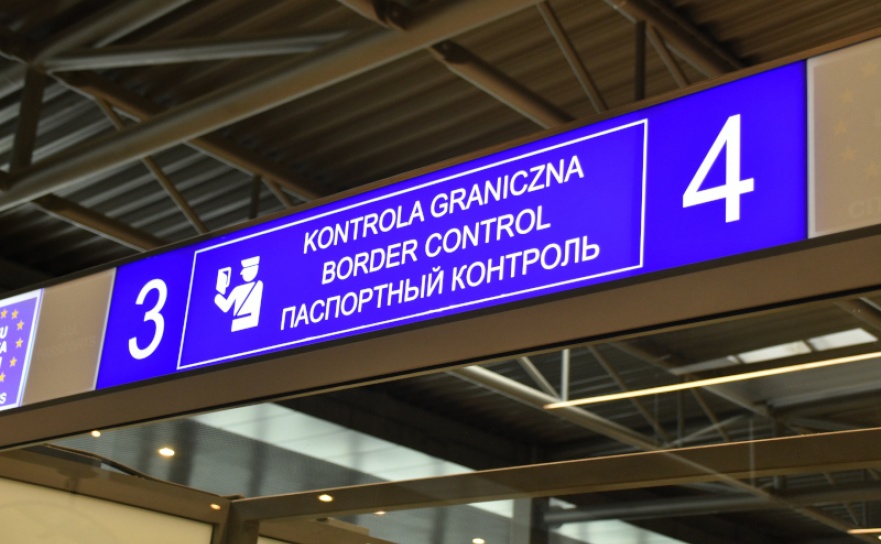 3
KONTROLA GRANICZNA
BORDER CONTROL
ПАСПОРТНЫЙ КОНТРОЛЬ
4